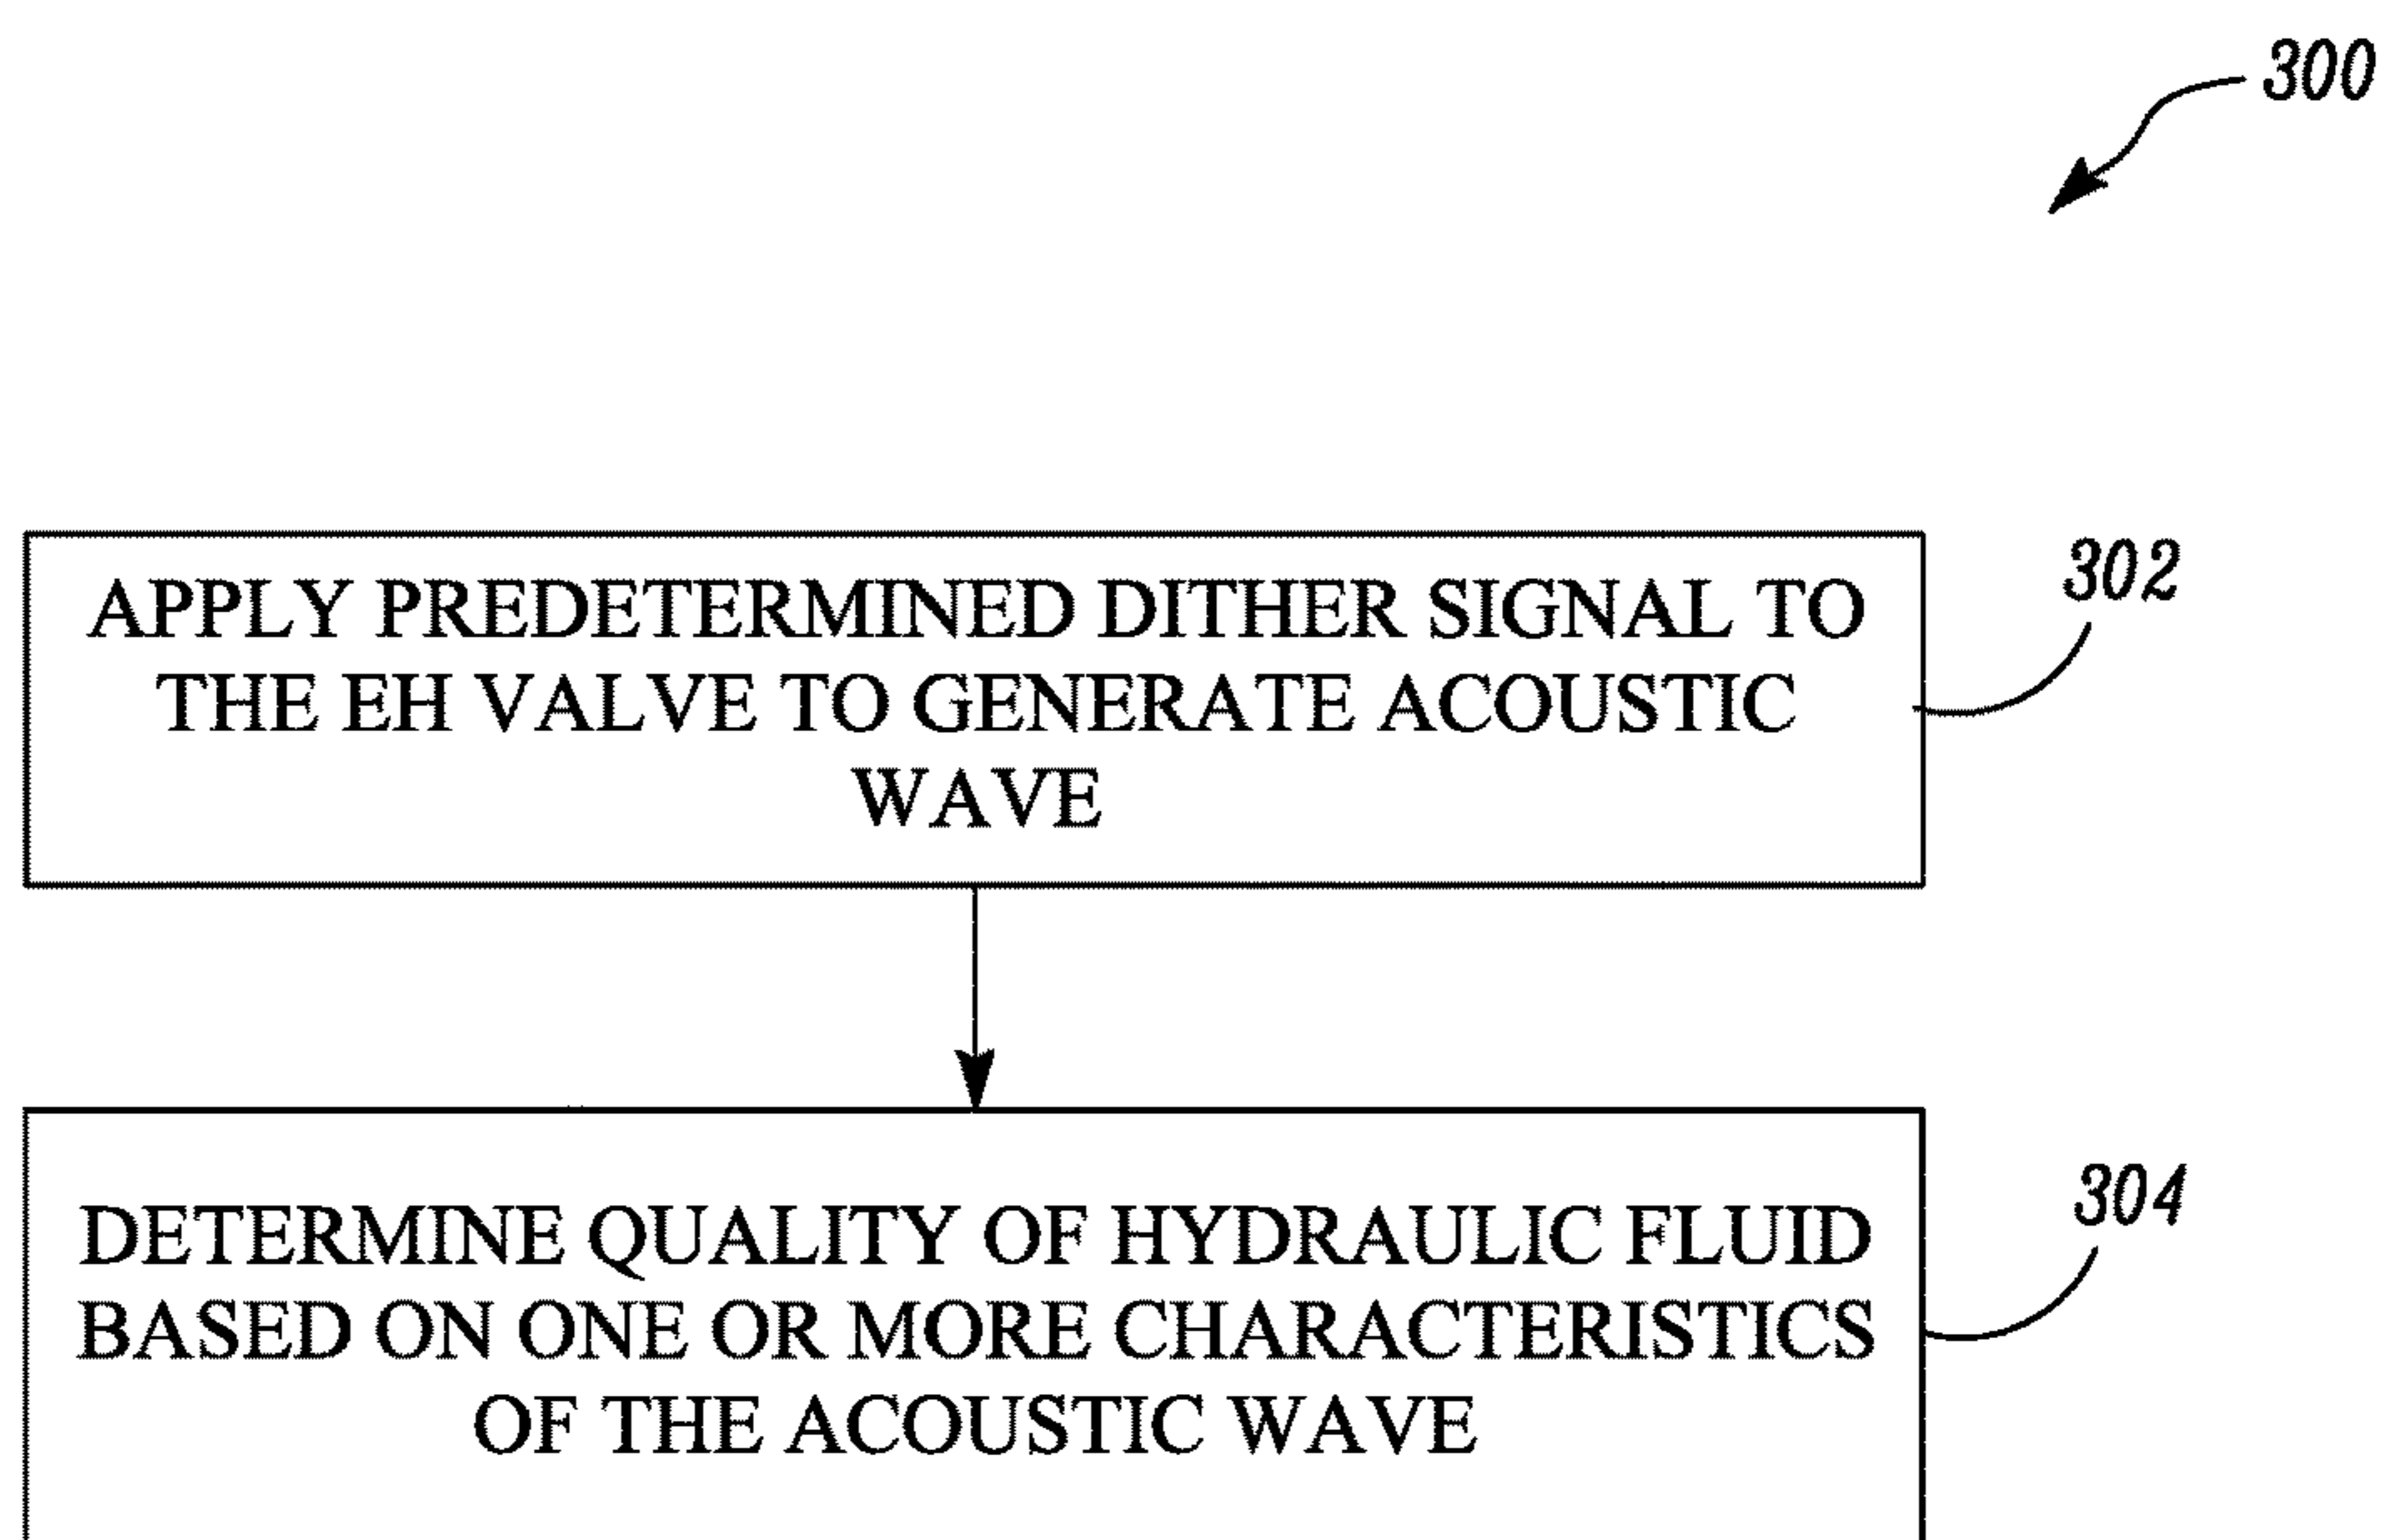 300
APPLY PREDETERMINED DITHER SIGNAL TO
THE EH VALVE TO GENERATE ACOUSTIC
WAVE
302
DETERMINE QUALITY OF HYDRAULIC FLUID
BASED ON ONE OR MORE CHARACTERISTICS
OF THE ACOUSTIC WAVE
304